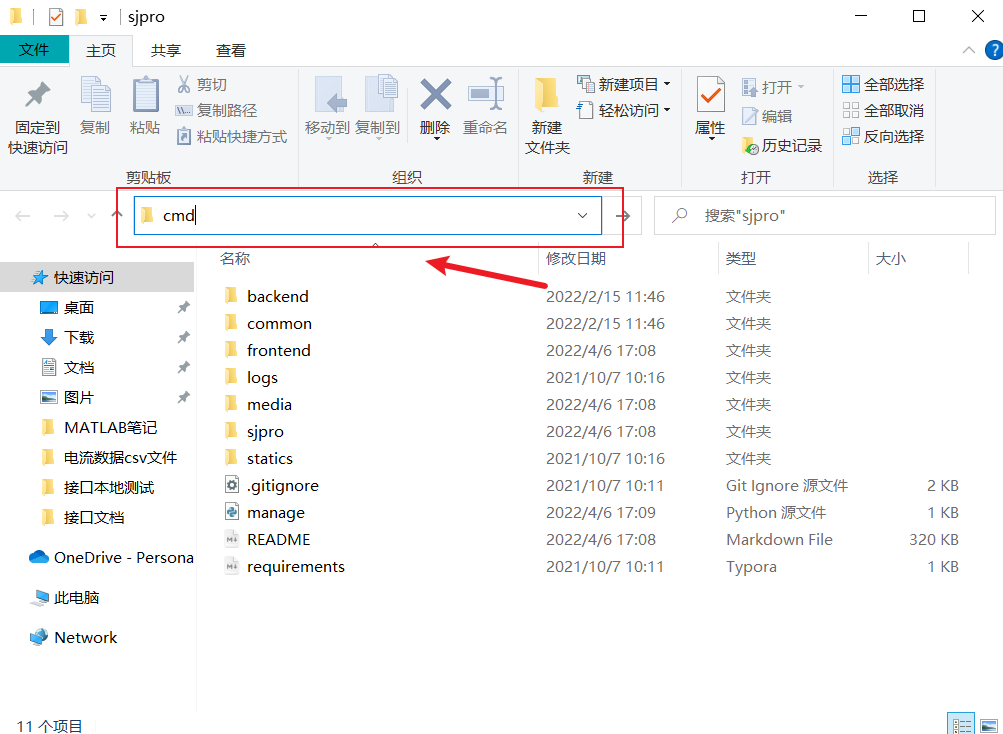 sjpro
文件 主页 共享 查看
固定到快速访问
复制
粘贴
剪切
复制路径
粘贴快捷方式
剪贴板
移动到
复制到
删除
重命名
组织
新建文件夹
新建项目
轻松访问
新建
属性
打开
编辑
历史记录
打开
全部选择
全部取消
反向选择
选择
cmd
搜索"sjpro"
快速访问
桌面
下载
文档
图片
MATLAB笔记
电流数据csv文件
接口本地测试
接口文档
OneDrive - Persona
此电脑
Network
名称 修改日期 类型 大小
backend 2022/2/15 11:46 文件夹
common 2022/2/15 11:46 文件夹
frontend 2022/4/6 17:08 文件夹
logs 2021/10/7 10:16 文件夹
media 2022/4/6 17:08 文件夹
sjpro 2022/4/6 17:08 文件夹
statics 2021/10/7 10:16 文件夹
.gitignore 2021/10/7 10:11 Git Ignore 源文件 2 KB
manage 2022/4/6 17:09 Python 源文件 1 KB
README 2022/4/6 17:08 Markdown File 320 KB
requirements 2021/10/7 10:11 Typora 1 KB
11 个项目